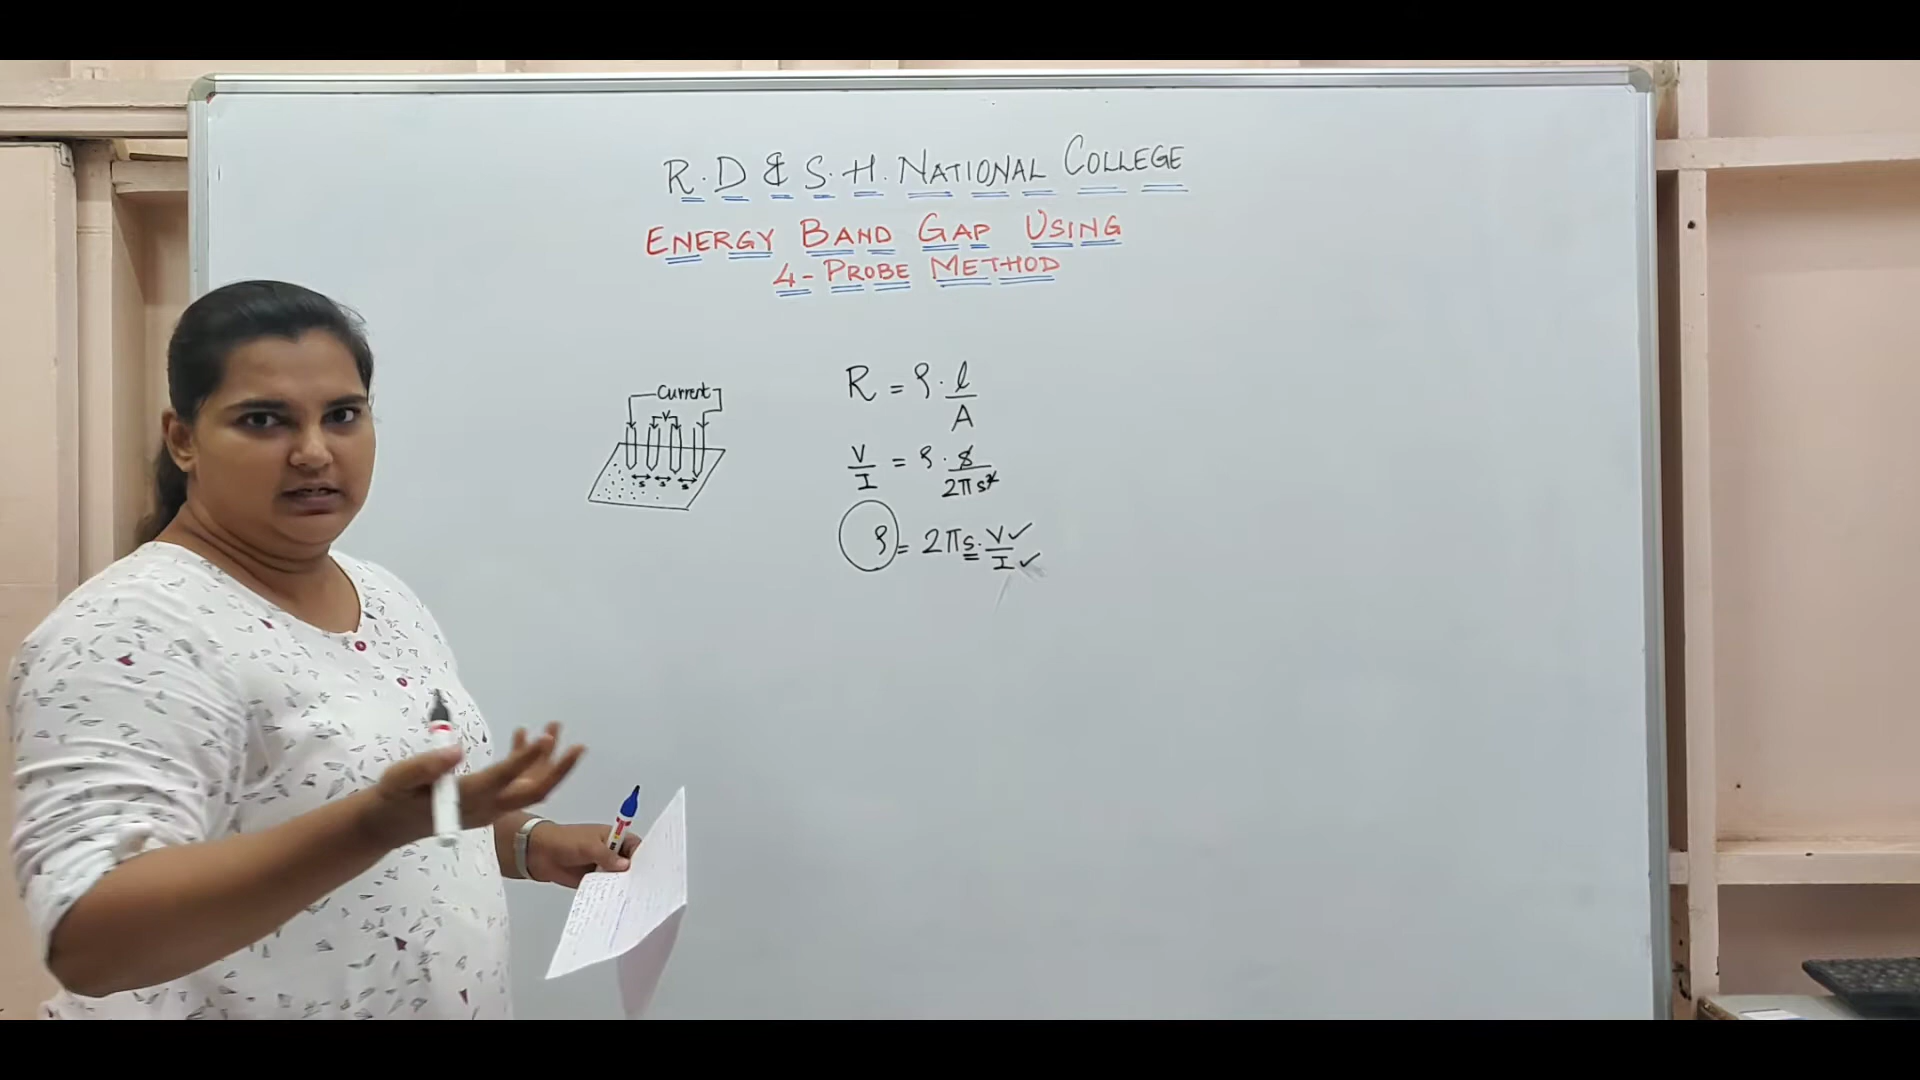 R.D & S.H. NATIONAL COLLEGE
ENERGY BAND GAP USING
4-PROBE METHOD
Current
V
s s s
R = ρ · l/A
V/I = ρ · s/2πs²
ρ = 2πs · V/I